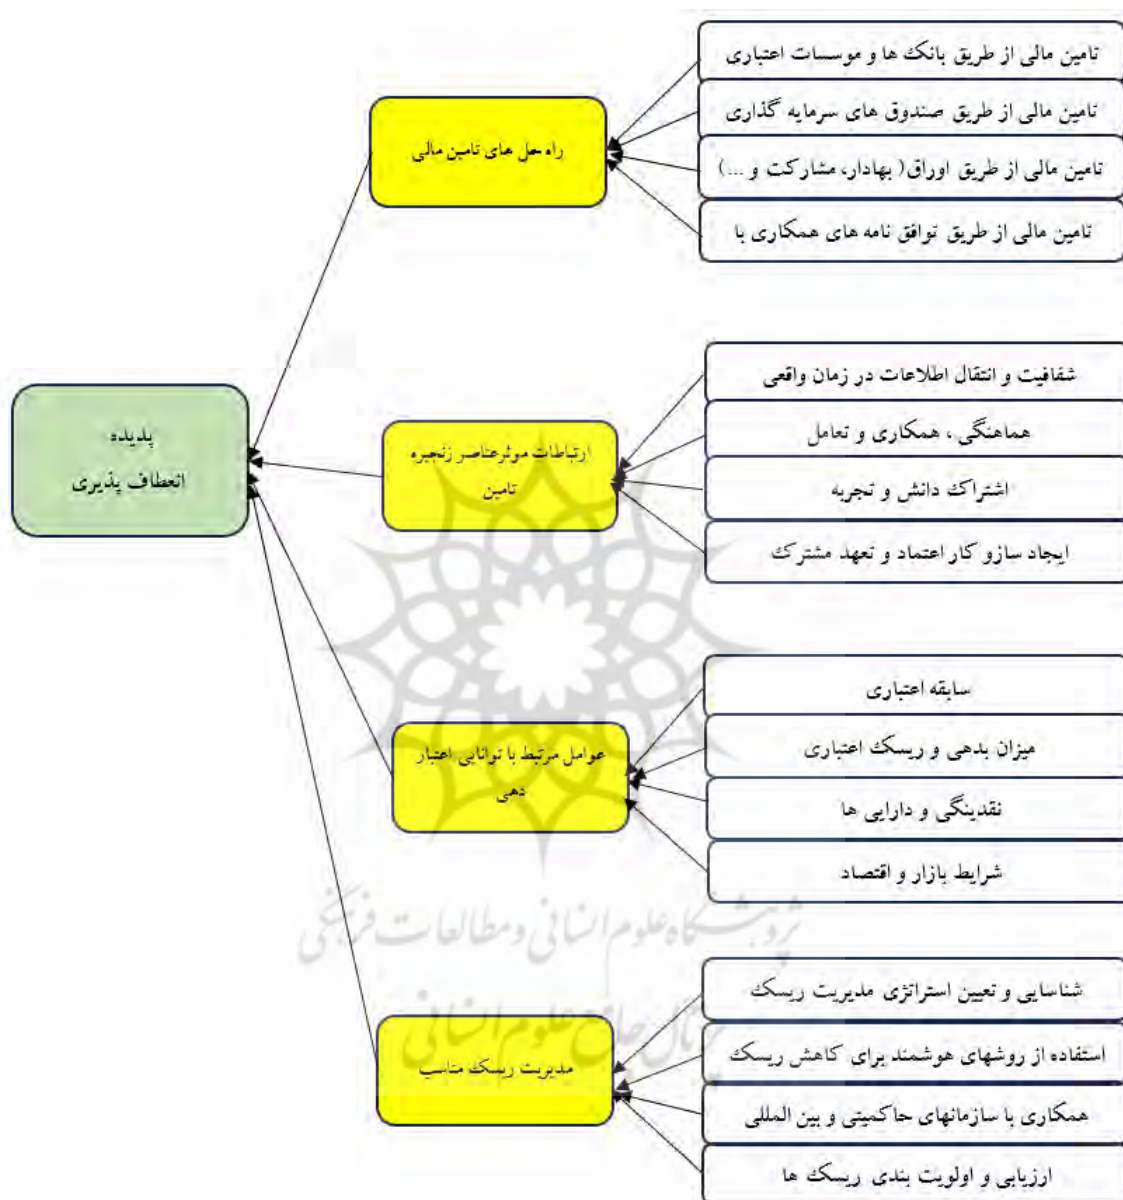 تامین مالی از طریق بانک ها و موسسات اعتباری
تامین مالی از طریق صندوق های سرمایه گذاری
تامین مالی از طریق اوراق( بهادار، مشارکت و ...)
تامین مالی از طریق توافق نامه های همکاری با
راه حل های تامین مالی
شفافیت و انتقال اطلاعات در زمان واقعی
هماهنگی ، همکاری و تعامل
اشتراک دانش و تجربه
ایجاد سازو کار اعتماد و تعهد مشترک
ارتباطات موثرعناصر زنجیره
تامین
پدیده
انعطاف پذیری
سابقه اعتباری
میزان بدهی و ریسک اعتباری
نقدینگی و دارایی ها
شرایط بازار و اقتصاد
عوامل مرتبط با توانایی اعتبار
دهی
پژوهشگاه علوم انسانی و مطالعات فرهنگی
پرتال جامع علوم انسانی
شناسایی و تعیین استراتژی مدیریت ریسک
استفاده از روشهای هوشمند برای کاهش ریسک
همکاری با سازمانهای حاکمیتی و بین المللی
ارزیابی و اولویت بندی ریسک ها
مدیریت ریسک مناسب